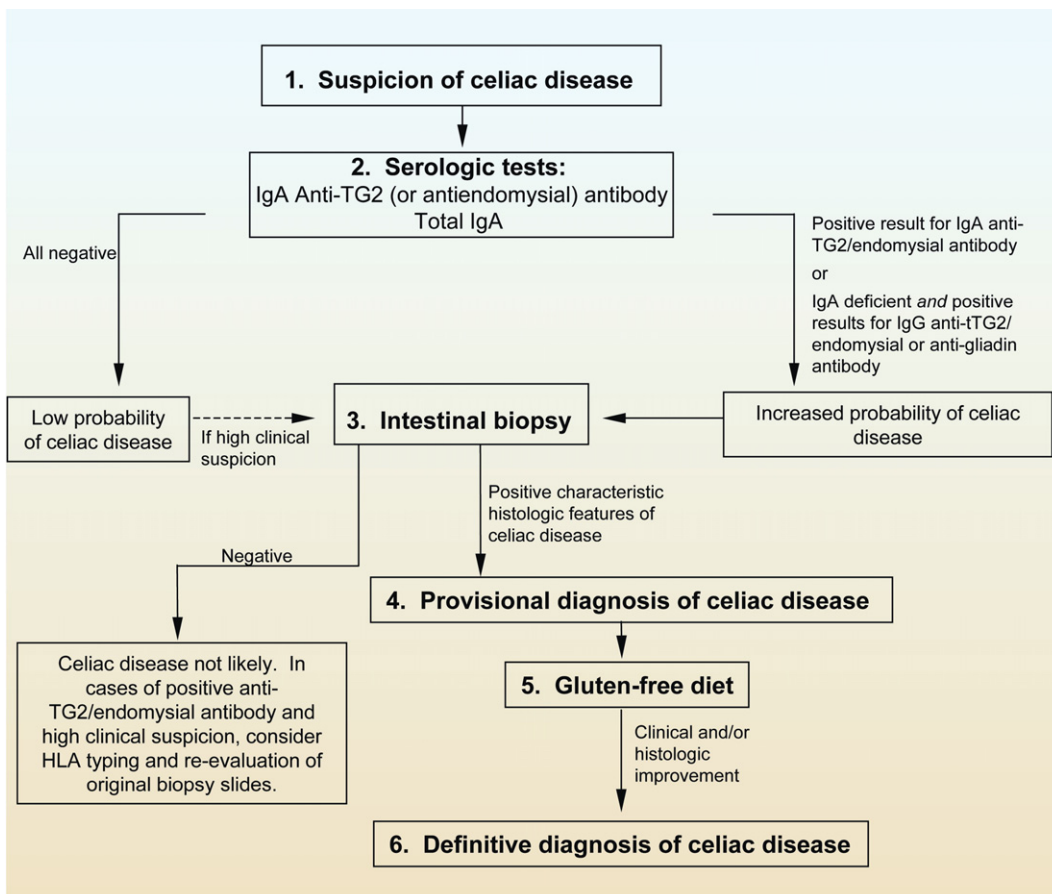 1. Suspicion of celiac disease
2. Serologic tests:
IgA Anti-TG2 (or antiendomysial) antibody
Total IgA
All negative
Positive result for IgA anti-
TG2/endomysial antibody
or
IgA deficient and positive
results for IgG anti-tTG2/
endomysial or anti-gliadin
antibody
Low probability
of celiac disease
If high clinical
suspicion
3. Intestinal biopsy
Increased probability of celiac
disease
Positive characteristic
histologic features of
celiac disease
Negative
4. Provisional diagnosis of celiac disease
Celiac disease not likely. In
cases of positive anti-
TG2/endomysial antibody and
high clinical suspicion, consider
HLA typing and re-evaluation of
original biopsy slides.
5. Gluten-free diet
Clinical and/or
histologic
improvement
6. Definitive diagnosis of celiac disease